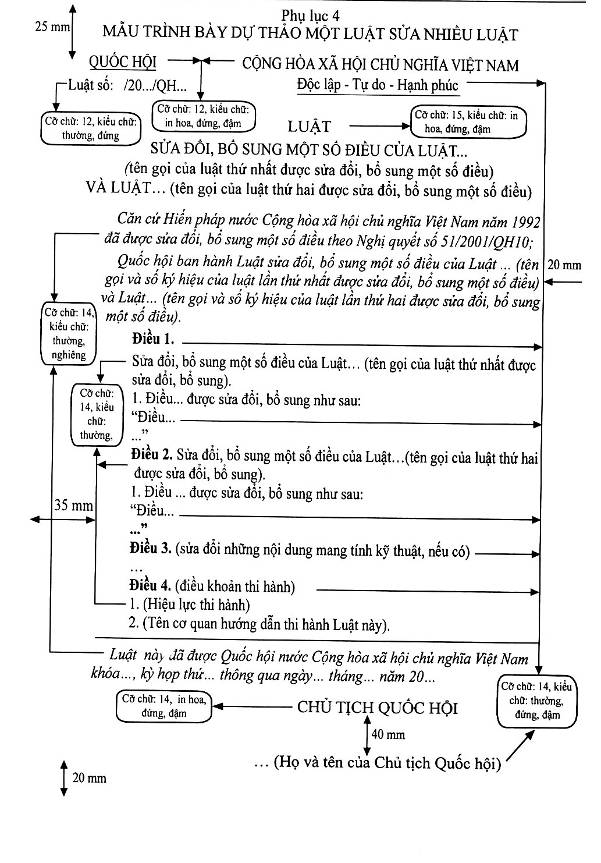 Phụ lục 4
25 mm
MẪU TRÌNH BÀY DỰ THẢO MỘT LUẬT SỬA NHIỀU LUẬT
QUỐC HỘI
CỘNG HÒA XÃ HỘI CHỦ NGHĨA VIỆT NAM
Luật số: /20.../QH...
Độc lập - Tự do - Hạnh phúc
Cỡ chữ: 12, kiểu chữ:
thường, đứng
Cỡ chữ: 12, kiểu chữ:
in hoa, đứng, đậm
LUẬT
Cỡ chữ: 15, kiểu chữ: in
hoa, đứng, đậm
SỬA ĐỔI, BỔ SUNG MỘT SỐ ĐIỀU CỦA LUẬT...
(tên gọi của luật thứ nhất được sửa đổi, bổ sung một số điều)
VÀ LUẬT... (tên gọi của luật thứ hai được sửa đổi, bổ sung một số điều)
Căn cứ Hiến pháp nước Cộng hòa xã hội chủ nghĩa Việt Nam năm 1992
đã được sửa đổi, bổ sung một số điều theo Nghị quyết số 51/2001/QH10;
Quốc hội ban hành Luật sửa đổi, bổ sung một số điều của Luật ... (tên
20 mm
gọi và số ký hiệu của luật lần thứ nhất được sửa đổi, bổ sung một số điều)
và Luật... (tên gọi và số ký hiệu của luật lần thứ hai được sửa đổi, bổ sung
một số điều).
Cỡ chữ: 14,
kiểu chữ:
thường,
nghiêng
Điều 1.
Sửa đổi, bổ sung một số điều của Luật... (tên gọi của luật thứ nhất được
sửa đổi, bổ sung).
Cỡ chữ:
14, kiểu
chữ:
thường,
1. Điều... được sửa đổi, bổ sung như sau:
“Điều...
...”
Điều 2. Sửa đổi, bổ sung một số điều của Luật...(tên gọi của luật thứ hai
được sửa đổi, bổ sung).
1. Điều ... được sửa đổi, bổ sung như sau:
35 mm
“Điều...
...”
Điều 3. (sửa đổi những nội dung mang tính kỹ thuật, nếu có)
...
Điều 4. (điều khoản thi hành)
1. (Hiệu lực thi hành)
2. (Tên cơ quan hướng dẫn thi hành Luật này).
Luật này đã được Quốc hội nước Cộng hòa xã hội chủ nghĩa Việt Nam
khóa..., kỳ họp thứ... thông qua ngày... tháng... năm 20...
Cỡ chữ: 14, in hoa,
đứng, đậm
CHỦ TỊCH QUỐC HỘI
Cỡ chữ: 14, kiểu
chữ: thường,
đứng, đậm
40 mm
... (Họ và tên của Chủ tịch Quốc hội)
20 mm